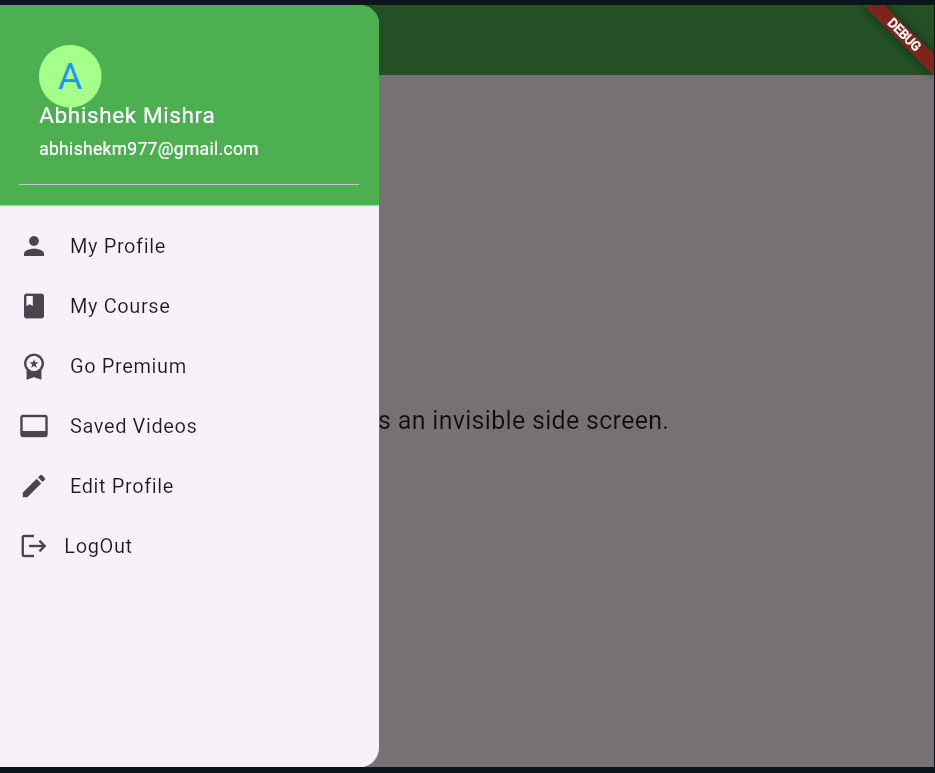 DEBUG
A
Abhishek Mishra
abhishekm977@gmail.com
My Profile
My Course
Go Premium
Saved Videos
s an invisible side screen.
Edit Profile
LogOut